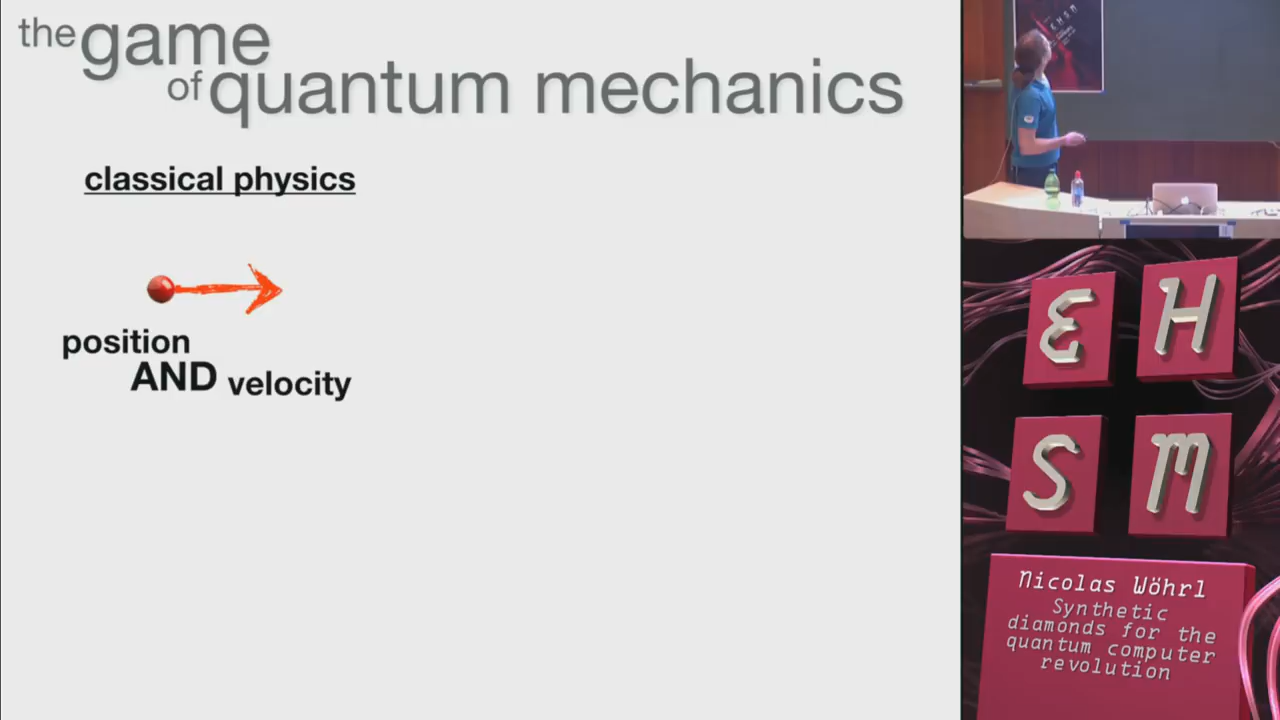 the game
of quantum mechanics
classical physics
position
AND velocity
E H
S M
Nicolas Wöhrl
Synthetic
diamonds for the
quantum computer
revolution